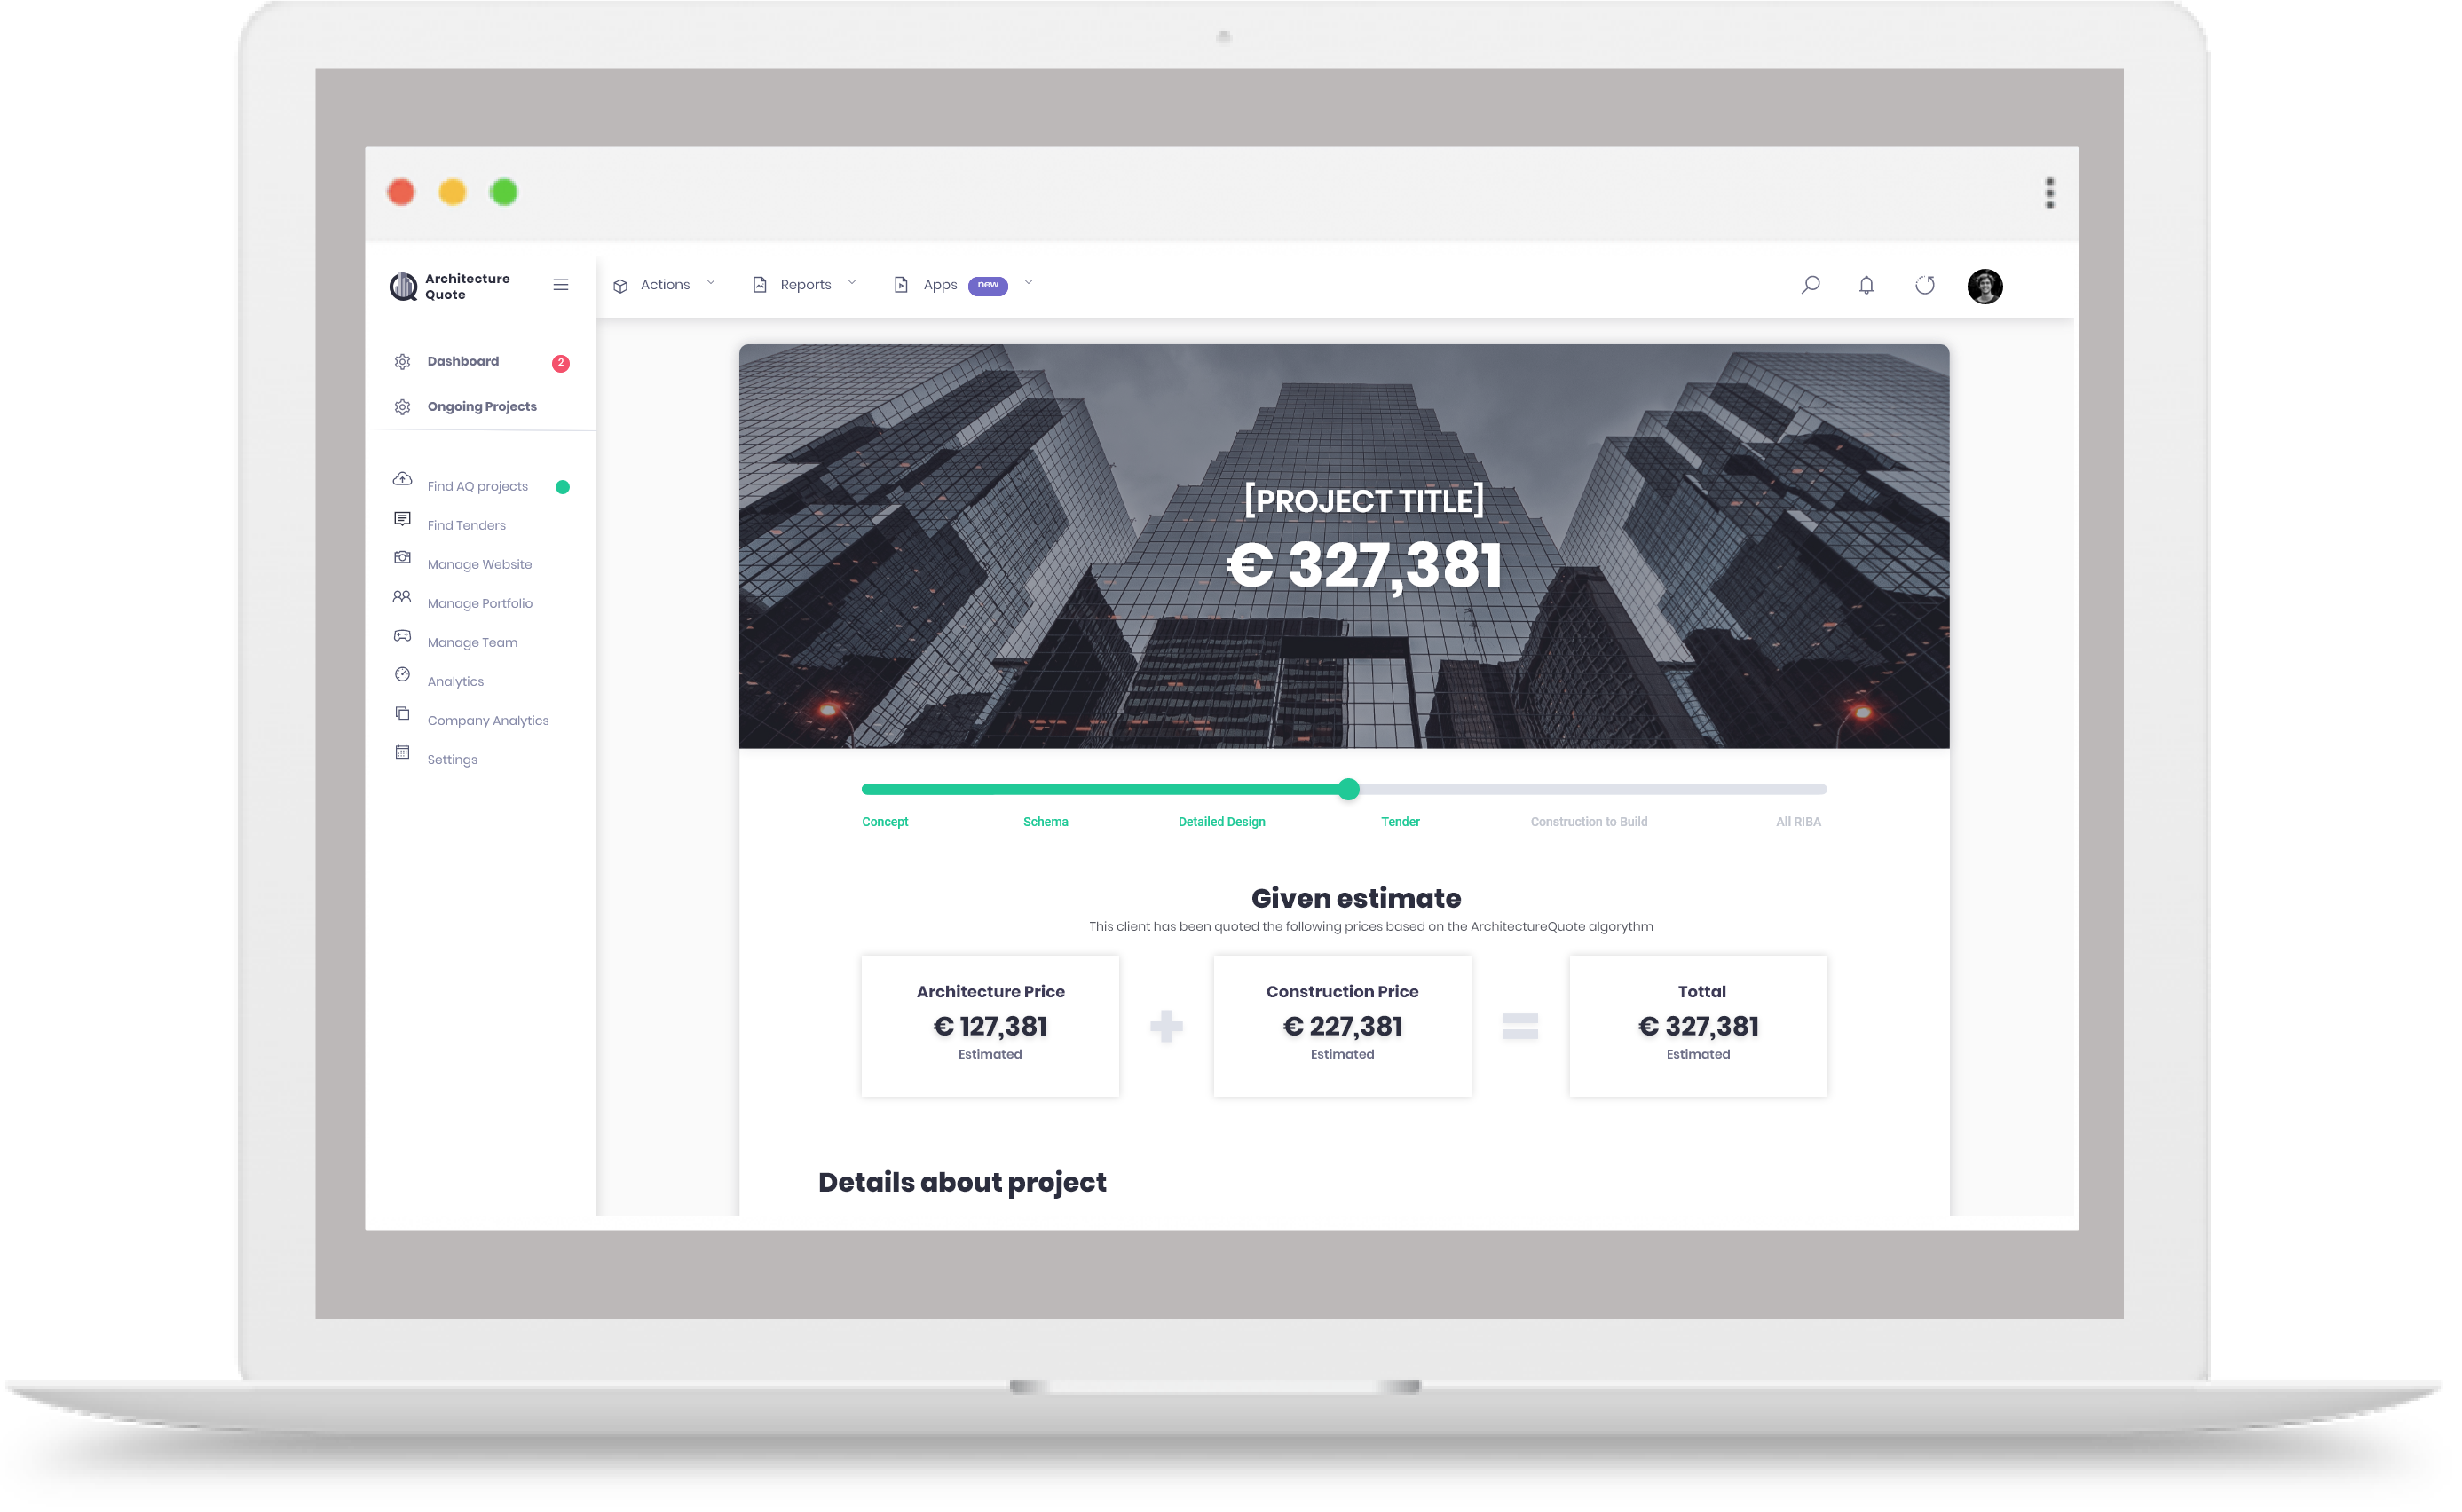 Architecture
Quote
Actions
Reports
Apps
new
Dashboard
2
Ongoing Projects
Find AQ projects
Find Tenders
Manage Website
Manage Portfolio
Manage Team
Analytics
Company Analytics
Settings
[PROJECT TITLE]
€ 327,381
Concept
Schema
Detailed Design
Tender
Construction to Build
All RIBA
Given estimate
This client has been quoted the following prices based on the ArchitectureQuote algorythm
Architecture Price
€ 127,381
Estimated
+
Construction Price
€ 227,381
Estimated
=
Tottal
€ 327,381
Estimated
Details about project